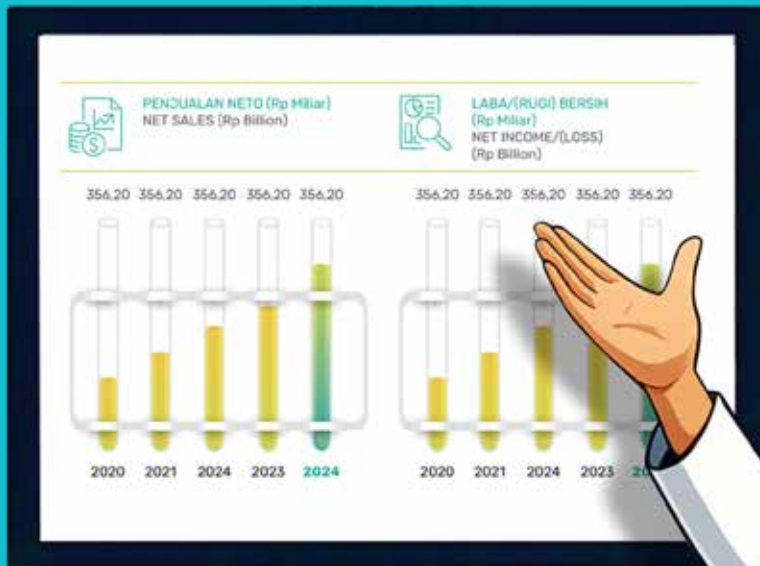 PENJUALAN NETO (Rp Miliar)
NET SALES (Rp Billion)
356,20 356,20 356,20 356,20 356,20
2020 2021 2024 2023 2024
LABA/(RUGI) BERSIH
(Rp Miliar)
NET INCOME/(LOSS)
(Rp Billion)
356,20 356,20 356,20 356,20 356,20
2020 2021 2024 2023